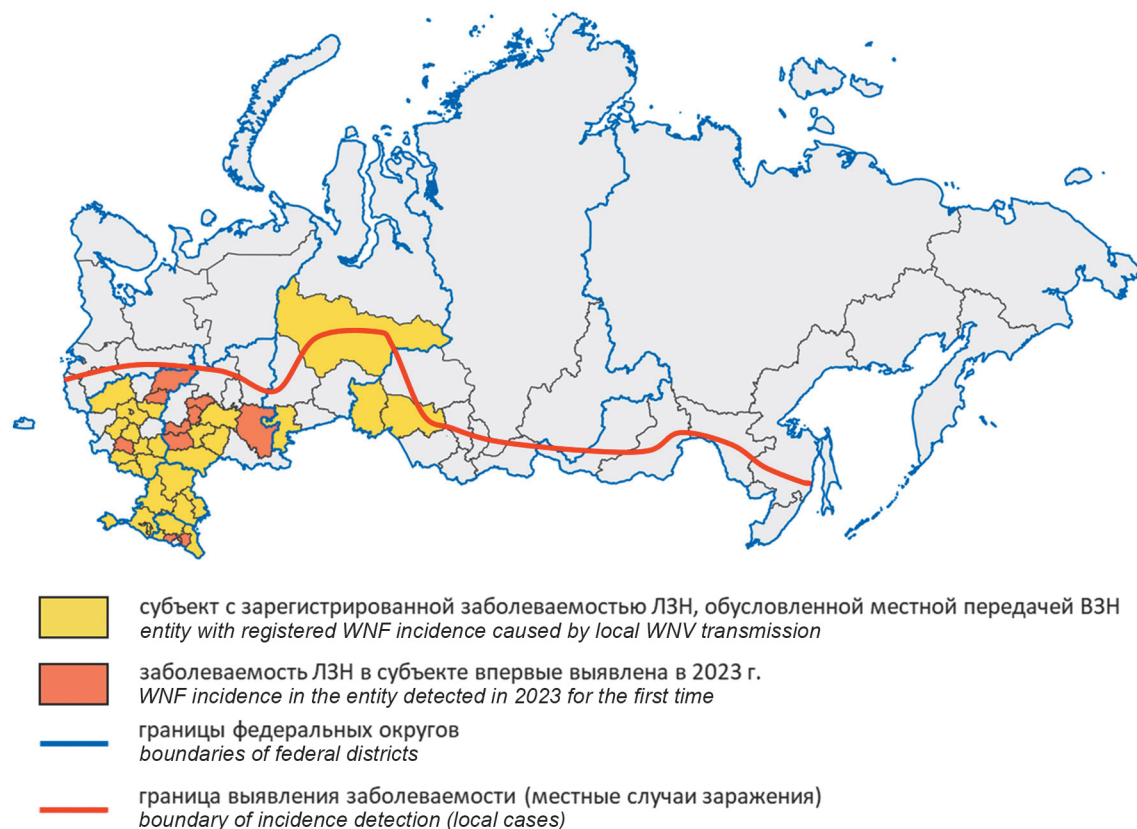 субъект с зарегистрированной заболеваемостью ЛЗН, обусловленной местной передачей ВЗН
entity with registered WNF incidence caused by local WNV transmission
заболеваемость ЛЗН в субъекте впервые выявлена в 2023 г.
WNF incidence in the entity detected in 2023 for the first time
границы федеральных округов
boundaries of federal districts
граница выявления заболеваемости (местные случаи заражения)
boundary of incidence detection (local cases)